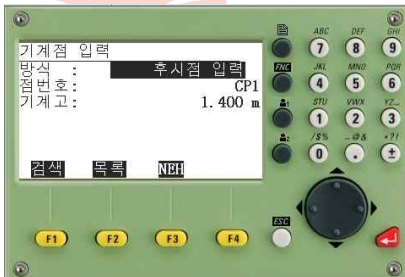 기계점 입력
방식 : 후시점 입력
점번호: CP1
기계고: 1.400 m
검색 목록 NEH
F1 F2 F3 F4
FNC
ESC
ABC DEF GHI
7 8 9
JKL MNO PQR
4 5 6
STU VWX YZ_
1 2 3
/$% _@& *?!
0 . ±